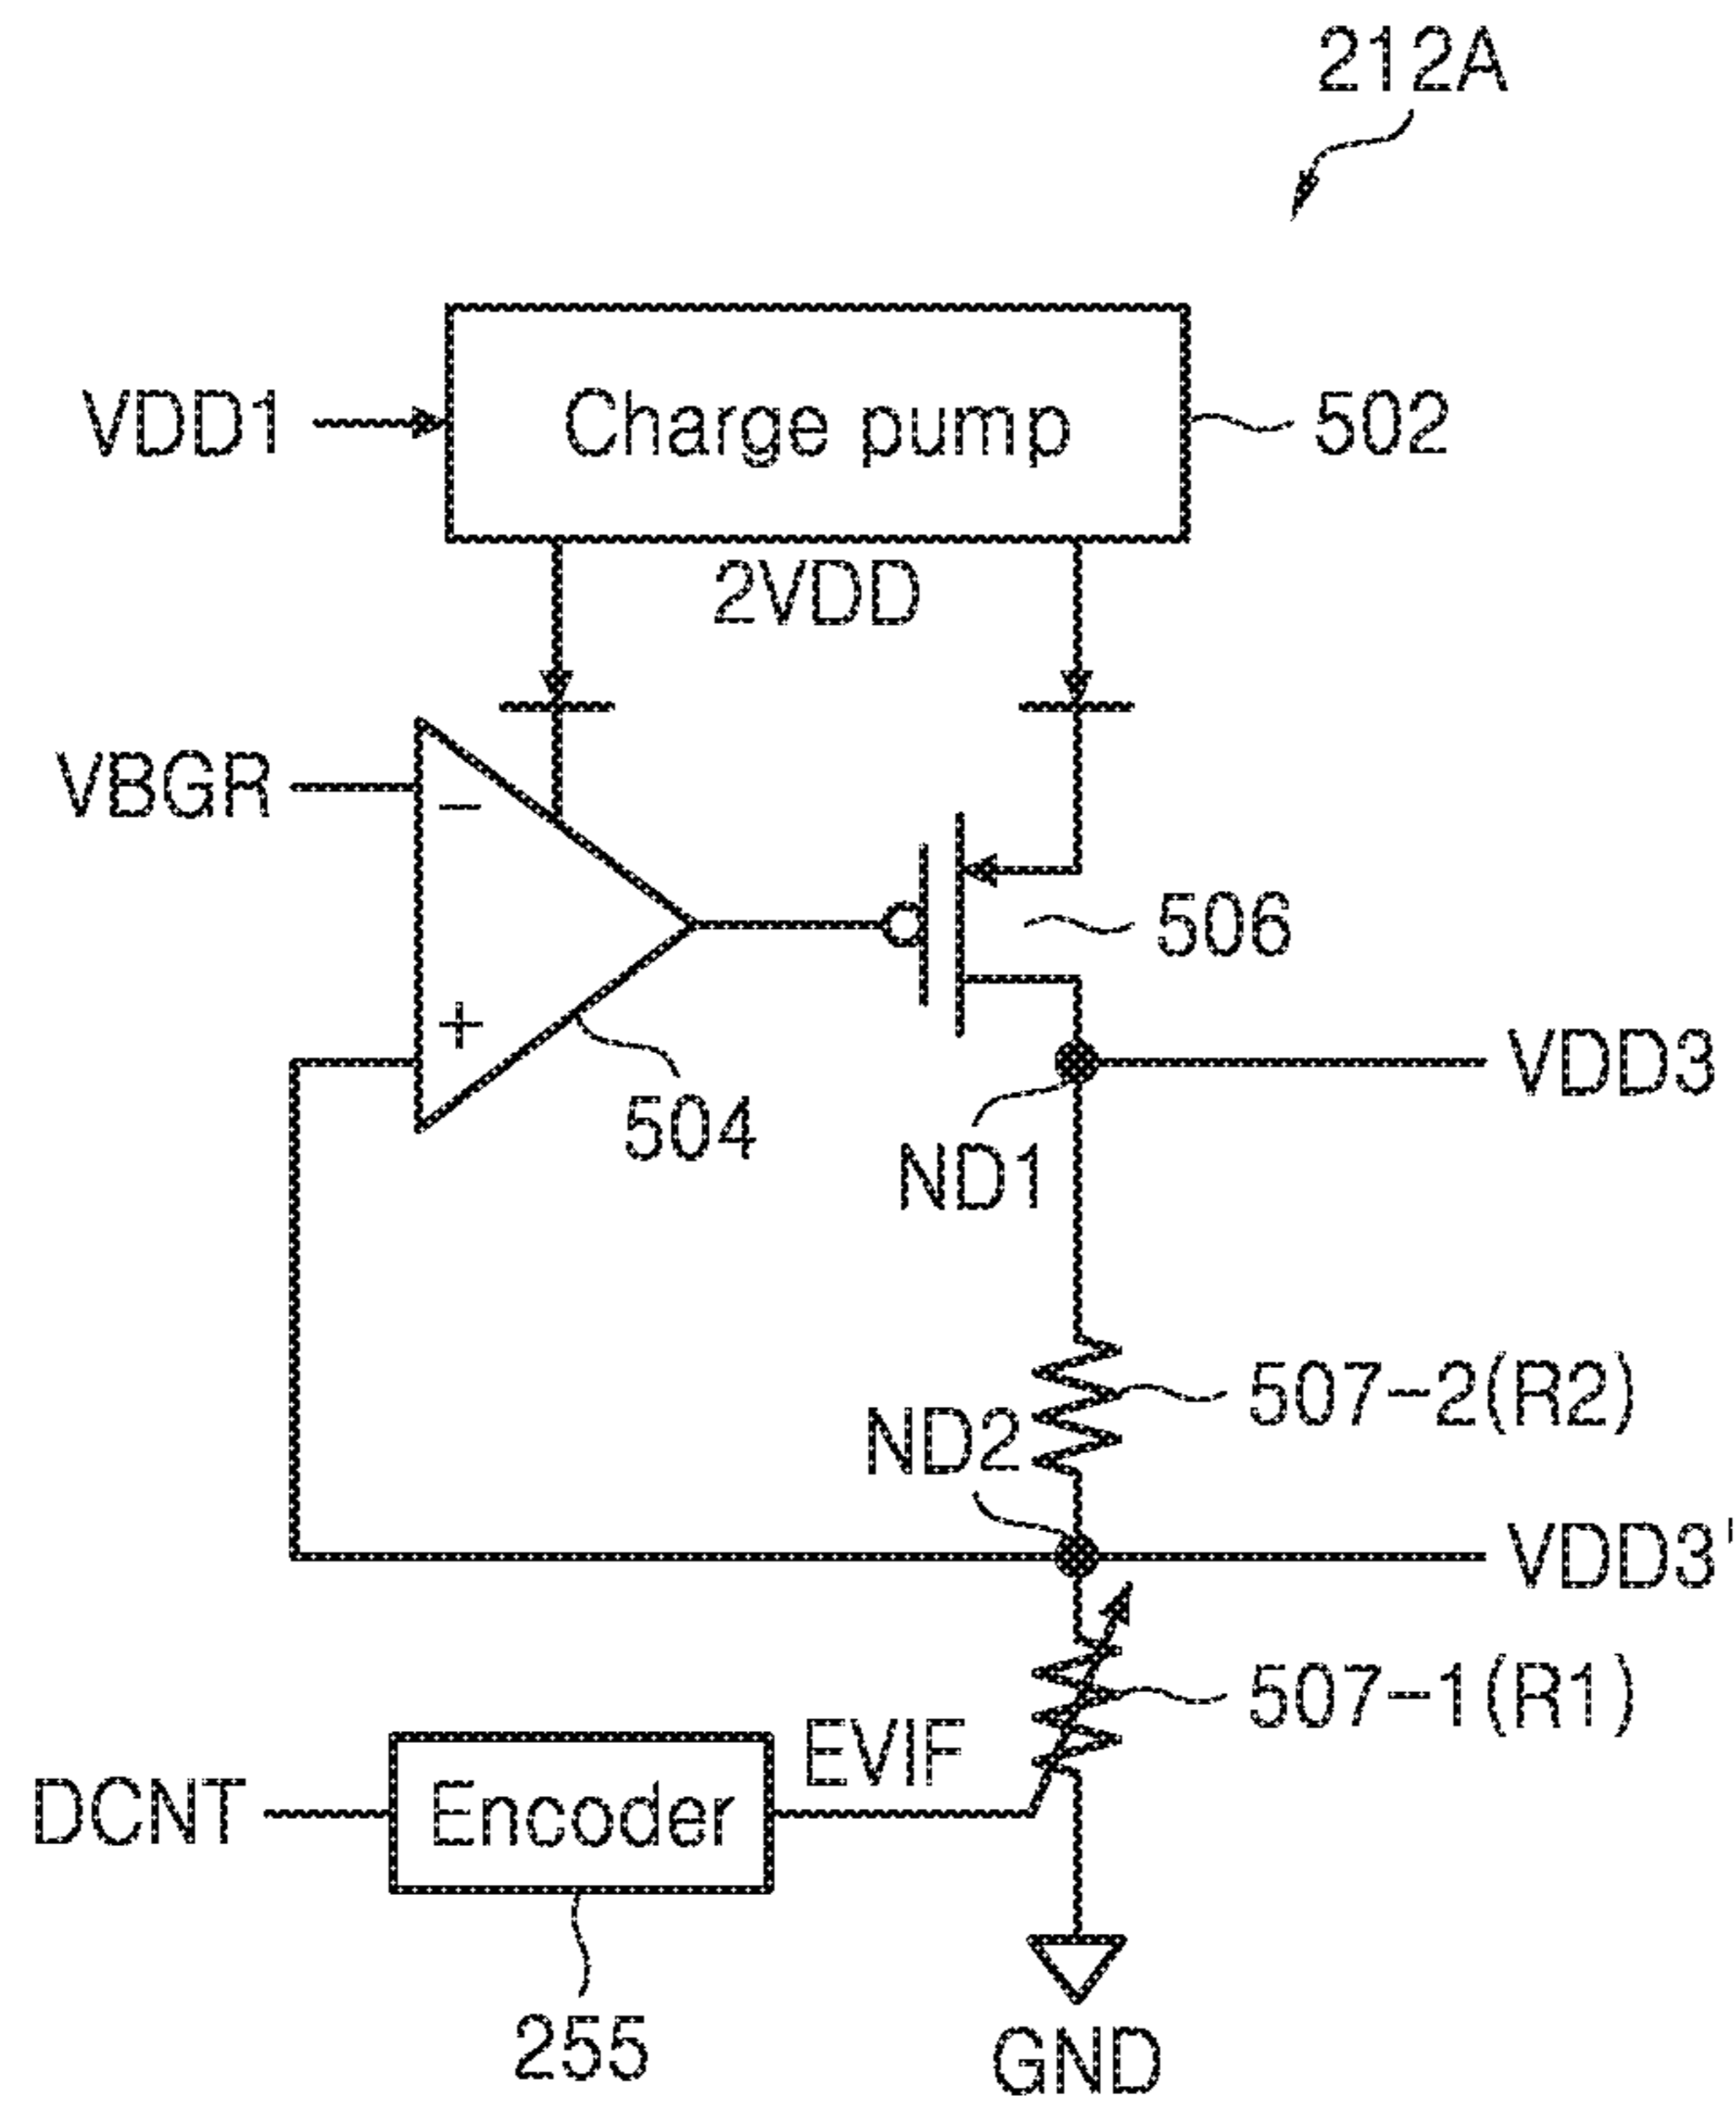 212A
VDD1
Charge pump
502
2VDD
VBGR
−
506
+
VDD3
504
ND1
507-2(R2)
ND2
VDD3'
507-1(R1)
EVIF
DCNT
Encoder
255
GND